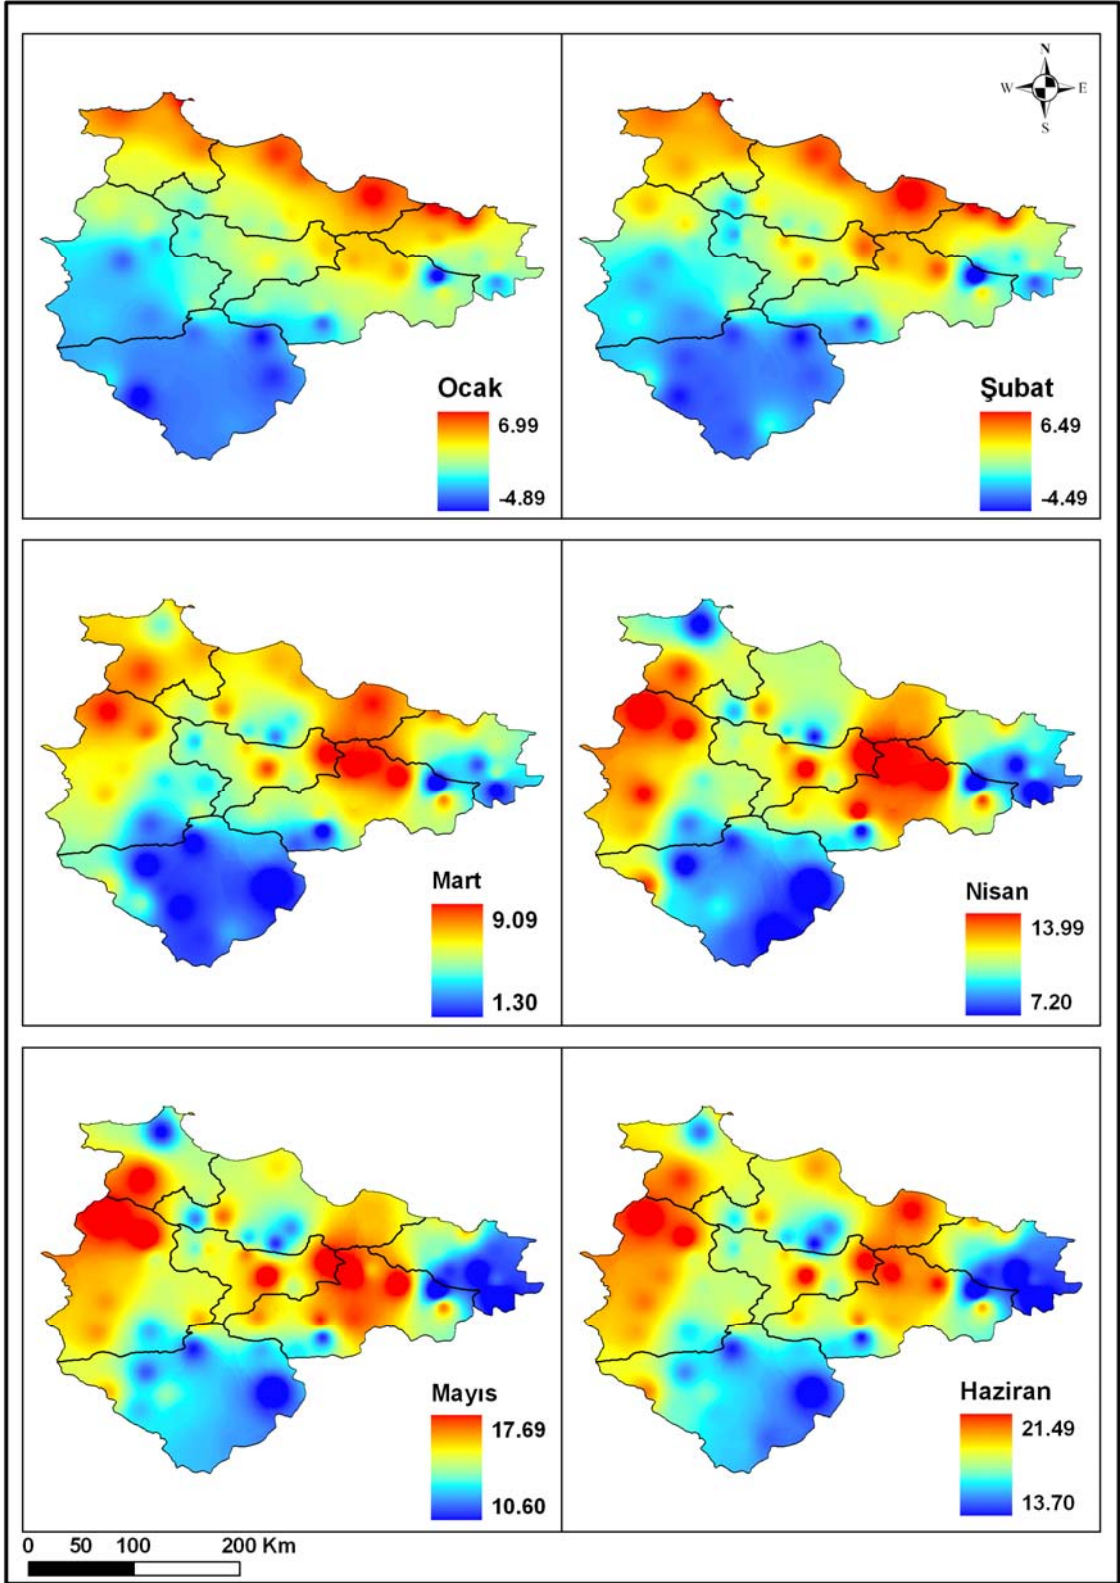 N
W E
S
Ocak
6.99
-4.89
Şubat
6.49
-4.49
Mart
9.09
1.30
Nisan
13.99
7.20
Mayıs
17.69
10.60
Haziran
21.49
13.70
0 50 100 200 Km